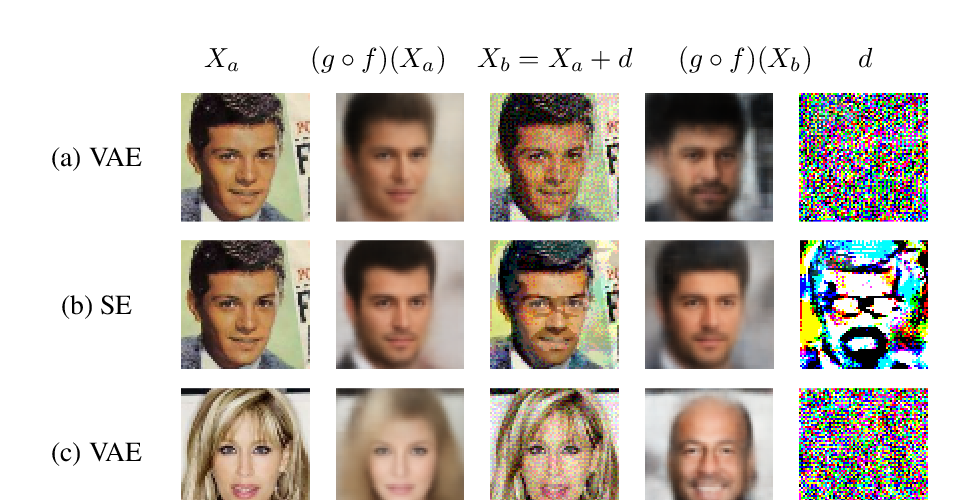 X_a (g ∘ f)(X_a) X_b = X_a + d (g ∘ f)(X_b) d
(a) VAE
(b) SE
(c) VAE